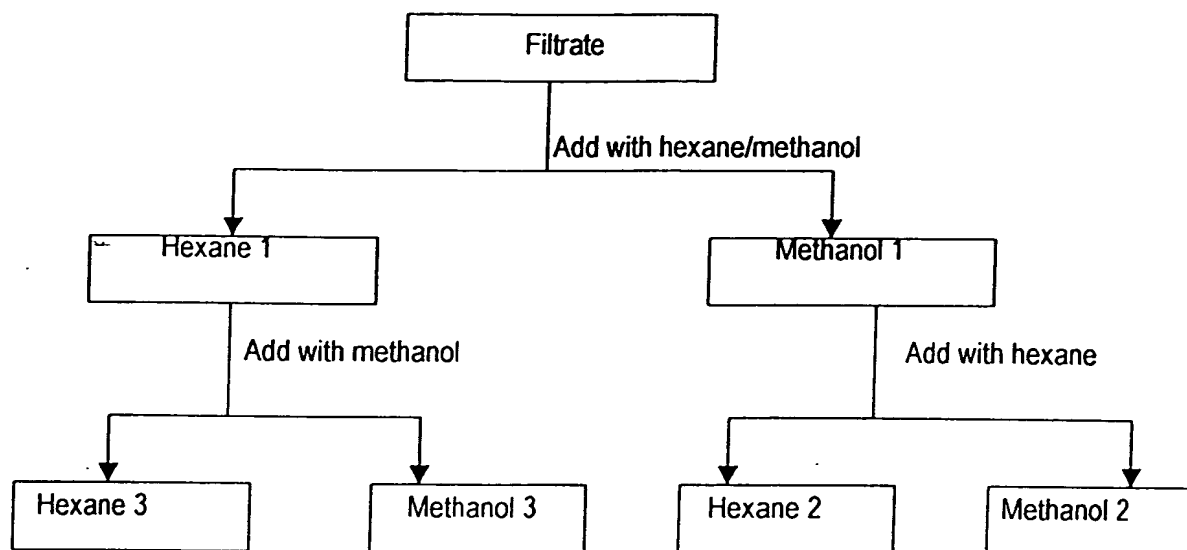 Filtrate
Add with hexane/methanol
Hexane 1
Methanol 1
Add with methanol
Add with hexane
Hexane 3
Methanol 3
Hexane 2
Methanol 2